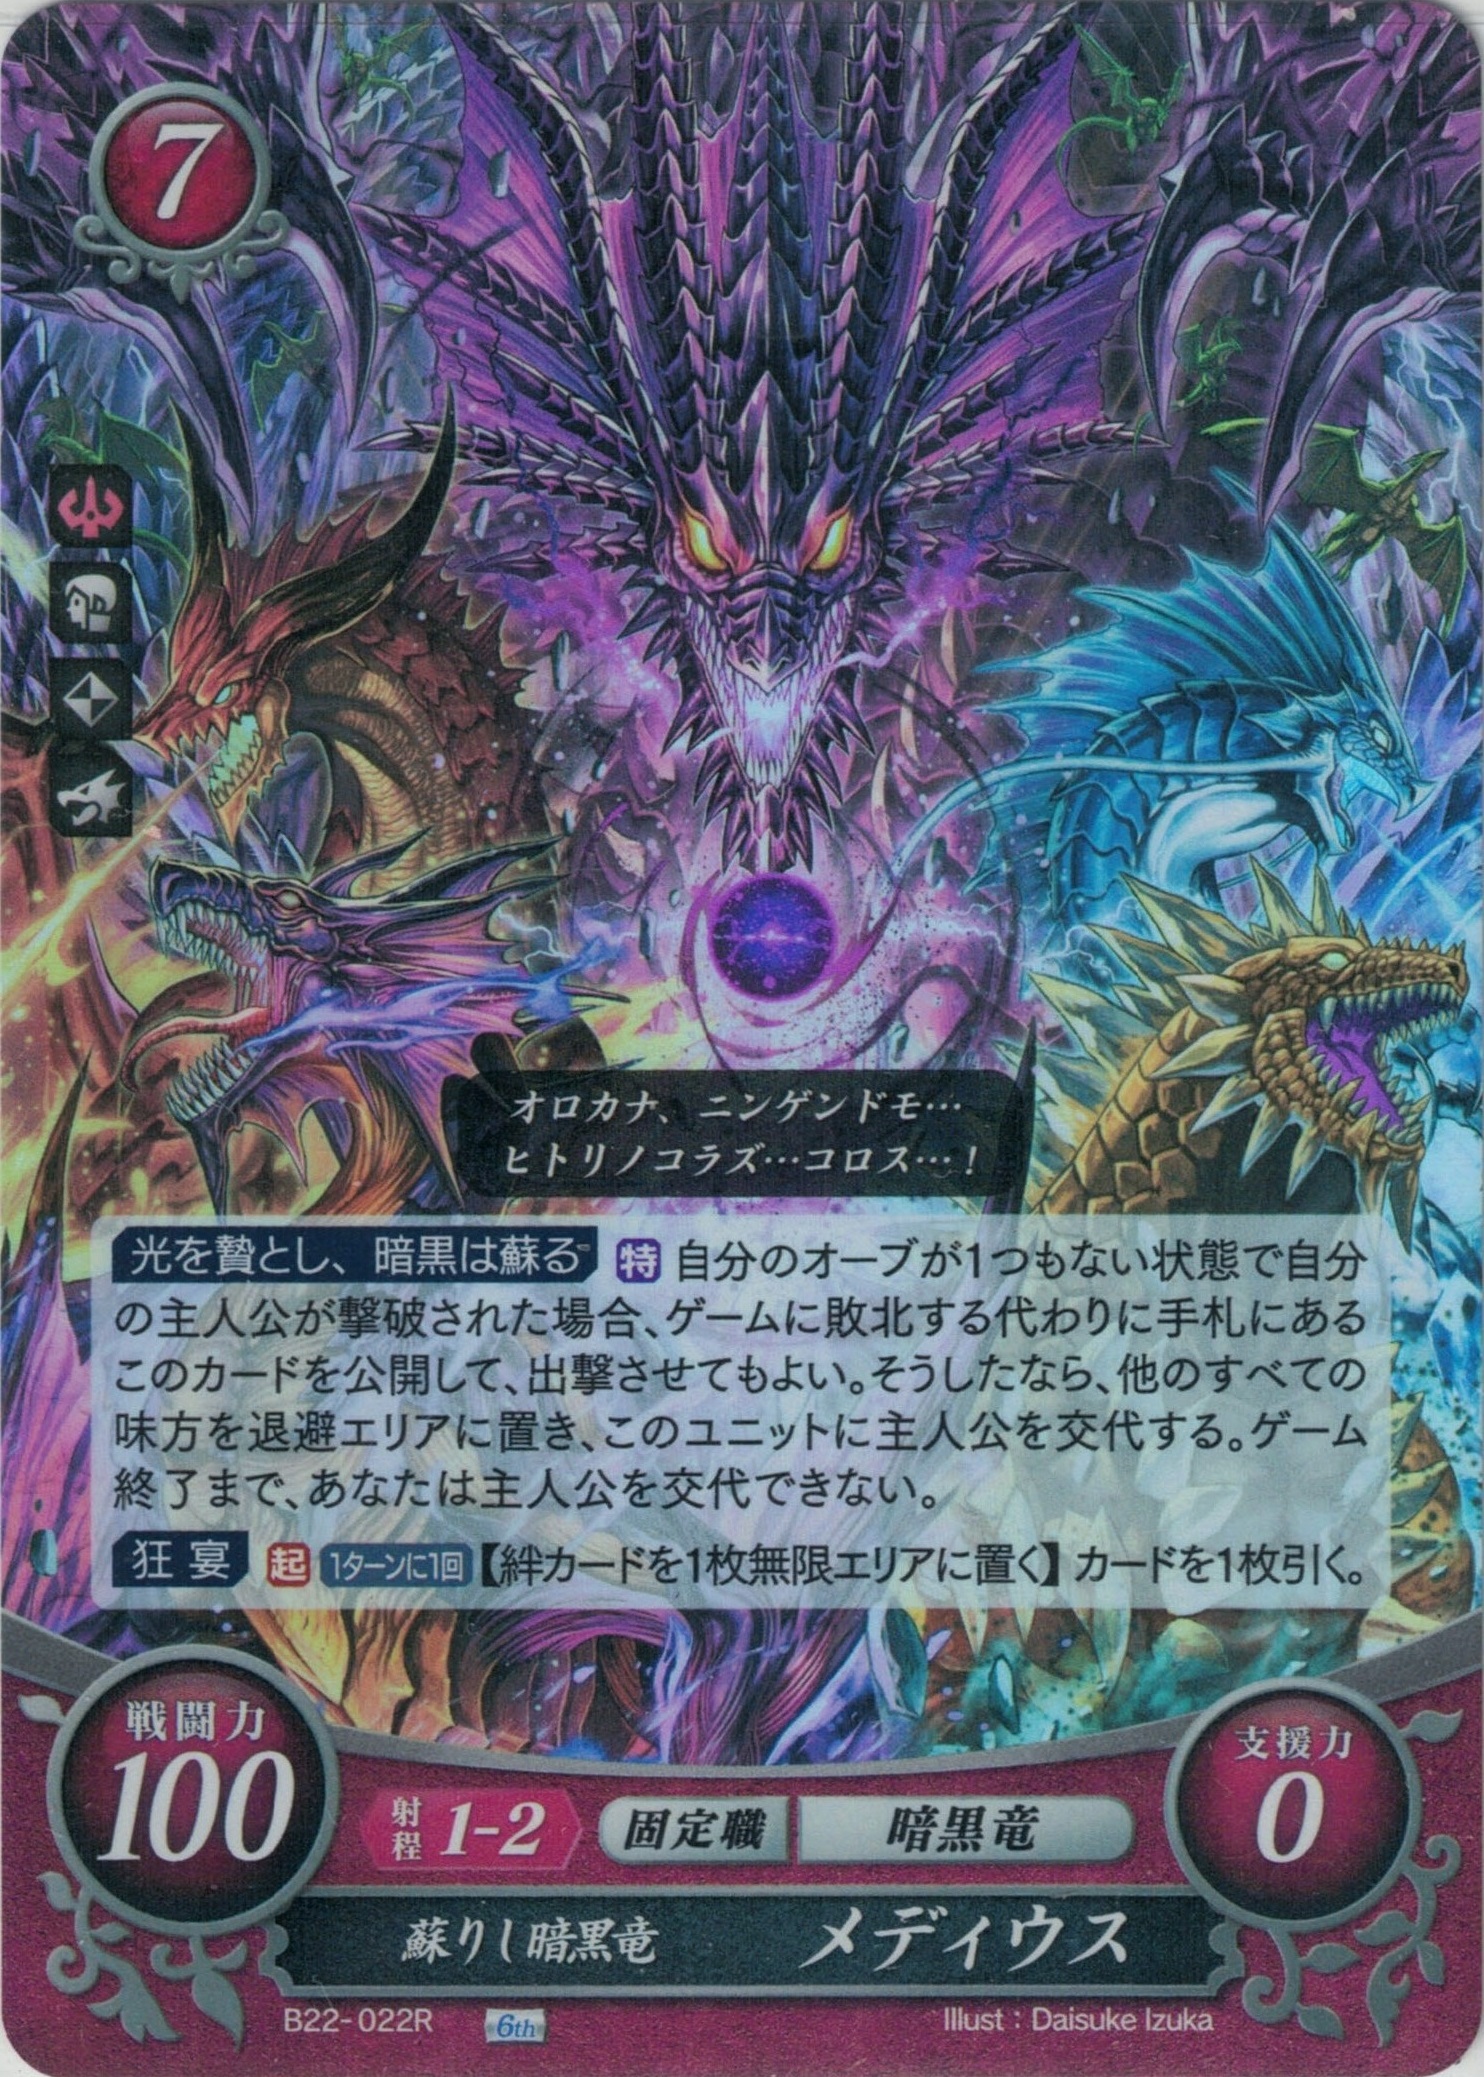 7
オロカナ、ニンゲンドモ…
ヒトリノコラズ…コロス…！
光を贄とし、暗黒は蘇る 特 自分のオーブが1つもない状態で自分
の主人公が撃破された場合、ゲームに敗北する代わりに手札にある
このカードを公開して、出撃させてもよい。そうしたなら、他のすべての
味方を退避エリアに置き、このユニットに主人公を交代する。ゲーム
終了まで、あなたは主人公を交代できない。
狂宴 起 1ターンに1回【絆カードを1枚無限エリアに置く】カードを1枚引く。
戦闘力
100
射程 1-2 固定職 暗黒竜
支援力
0
蘇りし暗黒竜 メディウス
B22-022R 6th Illust：Daisuke Izuka